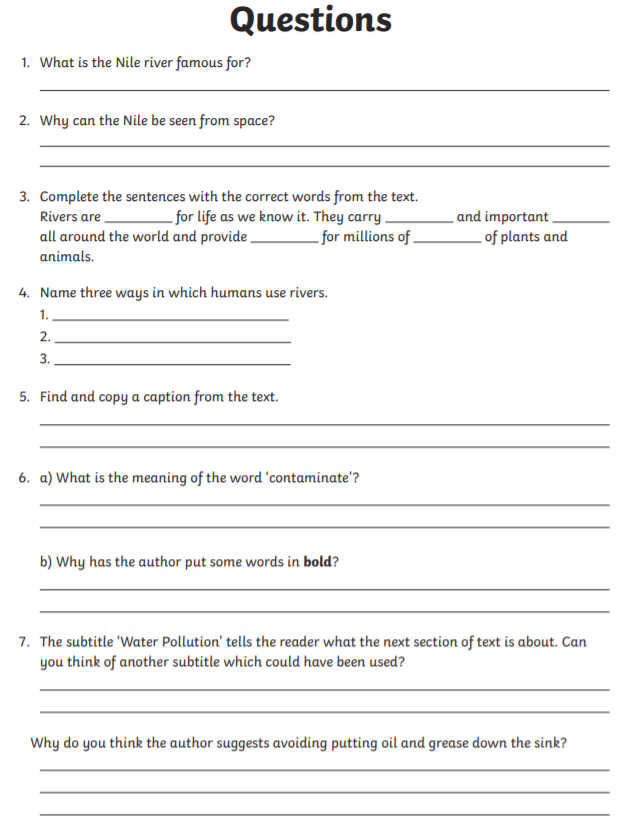 Questions
1. What is the Nile river famous for?
2. Why can the Nile be seen from space?
3. Complete the sentences with the correct words from the text.
Rivers are ________ for life as we know it. They carry ________ and important ________
all around the world and provide ________ for millions of ________ of plants and
animals.
4. Name three ways in which humans use rivers.
1.
2.
3.
5. Find and copy a caption from the text.
6. a) What is the meaning of the word ‘contaminate’?
b) Why has the author put some words in bold?
7. The subtitle ‘Water Pollution’ tells the reader what the next section of text is about. Can
you think of another subtitle which could have been used?
Why do you think the author suggests avoiding putting oil and grease down the sink?